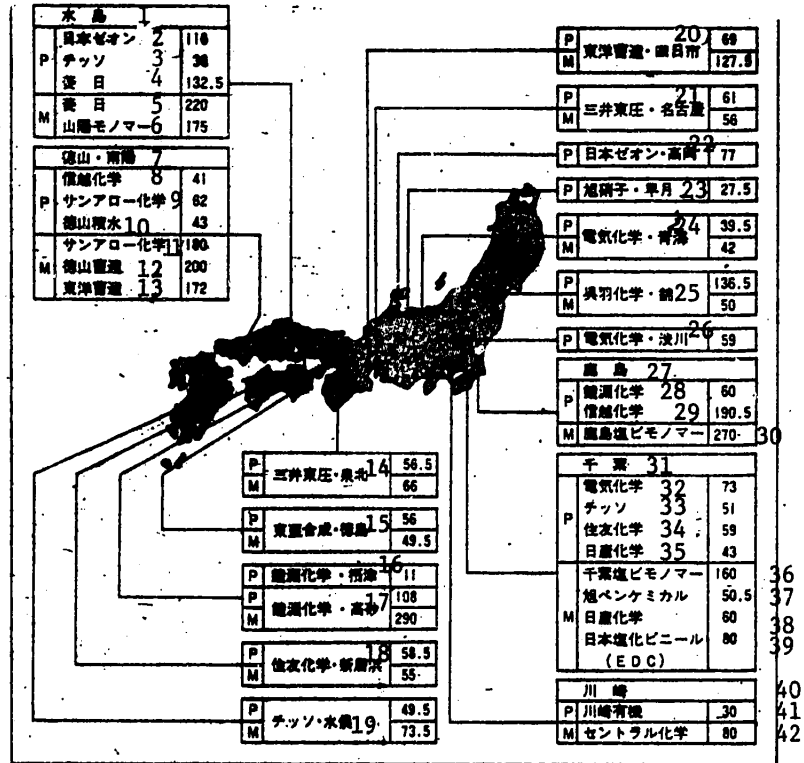 水島 1
P
日本ゼオン 2 116
チッソ 3 38
菱日 4 132.5
M
菱日 5 220
山陽モノマー 6 175
徳山・南陽 7
P
信越化学 8 41
サンアロー化学 9 62
徳山積水 10 43
M
サンアロー化学 11 180
徳山曹達 12 200
東洋曹達 13 172
三井東圧・泉北 14
P 56.5
M 66
東亜合成・徳島 15
P 56
M 49.5
P 鐘淵化学・摂津 16 11
鐘淵化学・高砂 17
P 108
M 290
住友化学・新居浜 18
P 58.5
M 55
チッソ・水俣 19
P 49.5
M 73.5
東洋曹達・四日市 20
P 69
M 127.5
三井東圧・名古屋 21
P 61
M 56
P 日本ゼオン・高岡 22 77
P 旭硝子・早月 23 27.5
電気化学・青海 24
P 39.5
M 42
呉羽化学・錦 25
P 136.5
M 50
P 電気化学・渋川 26 59
鹿島 27
P
鐘淵化学 28 60
信越化学 29 190.5
M 鹿島塩ビモノマー 270 30
千葉 31
P
電気化学 32 73
チッソ 33 51
住友化学 34 59
日産化学 35 43
M
千葉塩ビモノマー 160 36
旭ペンケミカル 50.5 37
日産化学 60 38
日本塩化ビニール 80 39
(EDC)
川崎 40
P 川崎有機 30 41
M セントラル化学 80 42